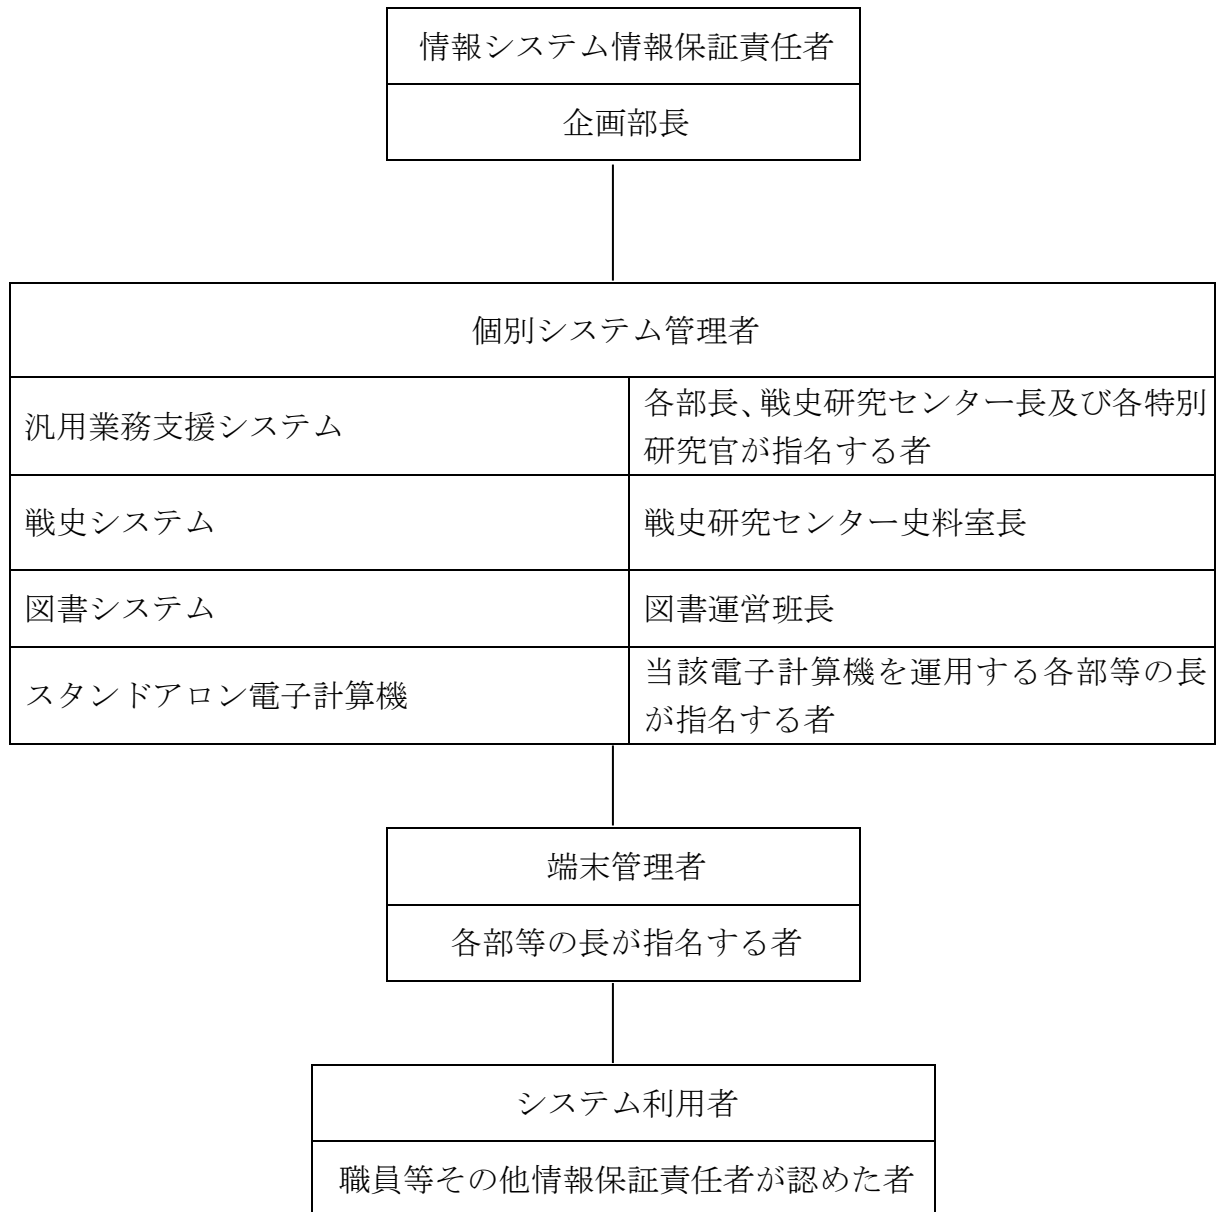 情報システム情報保証責任者
企画部長
個別システム管理者
汎用業務支援システム
各部長、戦史研究センター長及び各特別
研究官が指名する者
戦史システム
戦史研究センター史料室長
図書システム
図書運営班長
スタンドアロン電子計算機
当該電子計算機を運用する各部等の長
が指名する者
端末管理者
各部等の長が指名する者
システム利用者
職員等その他情報保証責任者が認めた者